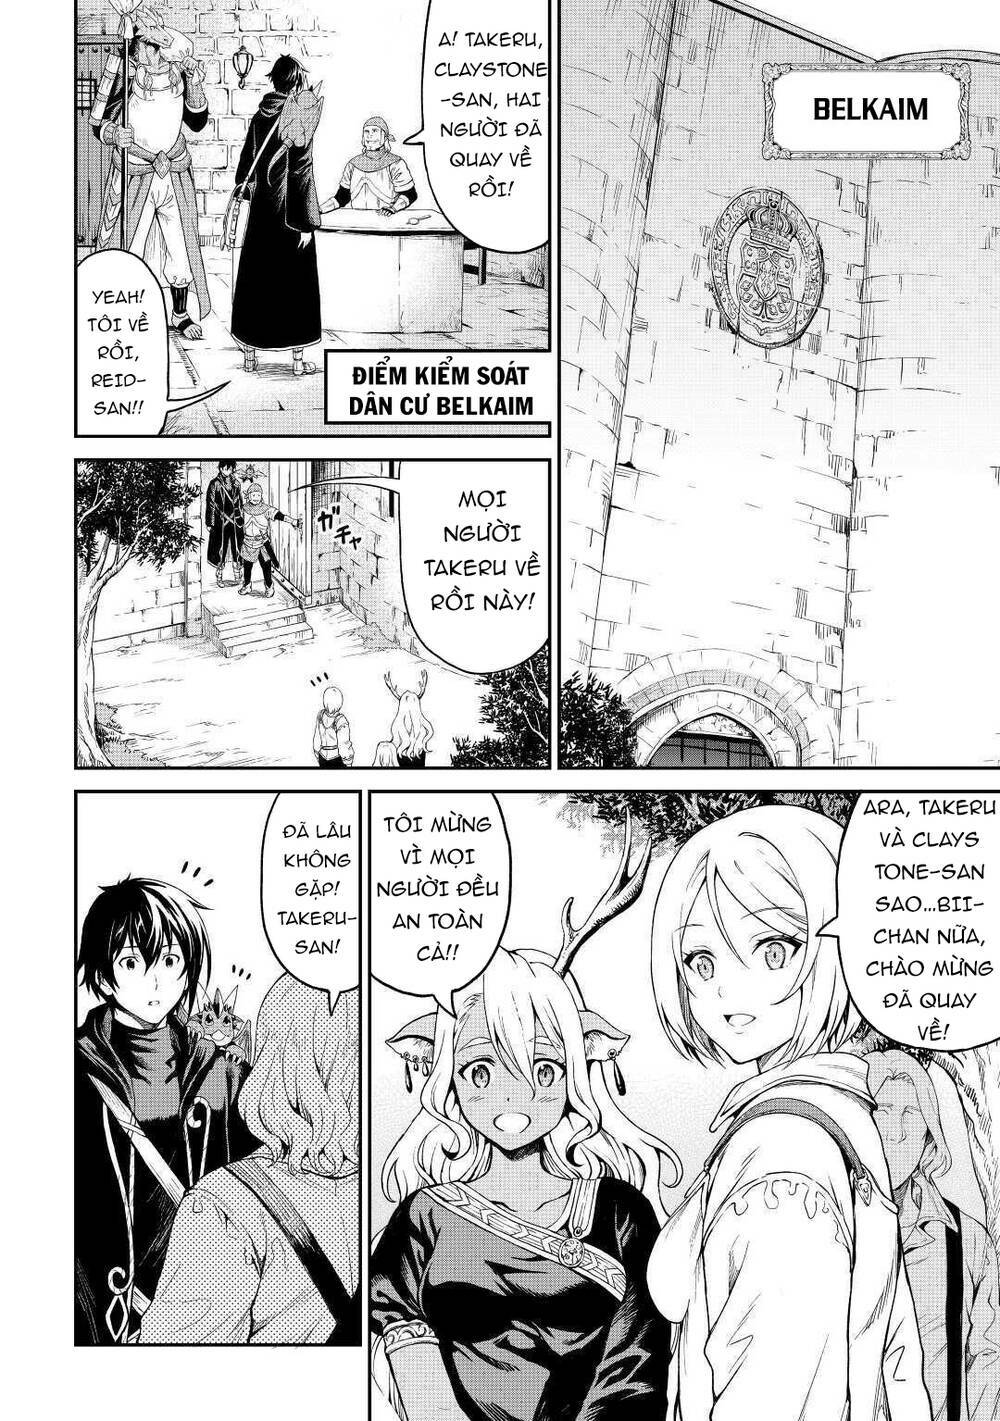 BELKAIM
A! TAKERU,
CLAYSTONE
-SAN, HAI
NGƯỜI ĐÃ
QUAY VỀ
RỒI!
YEAH!
TÔI VỀ
RỒI,
REID-
SAN!!
ĐIỂM KIỂM SOÁT
DÂN CƯ BELKAIM
MỌI
NGƯỜI
TAKERU VỀ
RỒI NÀY!
ガチャ
ARA, TAKERU
VÀ CLAYS
TONE-SAN
SAO...BII-
CHAN NỮA,
CHÀO MỪNG
ĐÃ QUAY
VỀ!
TÔI MỪNG
VÌ MỌI
NGƯỜI ĐỀU
AN TOÀN
CẢ!!
ĐÃ LÂU
KHÔNG
GẶP!
TAKERU-
SAN!